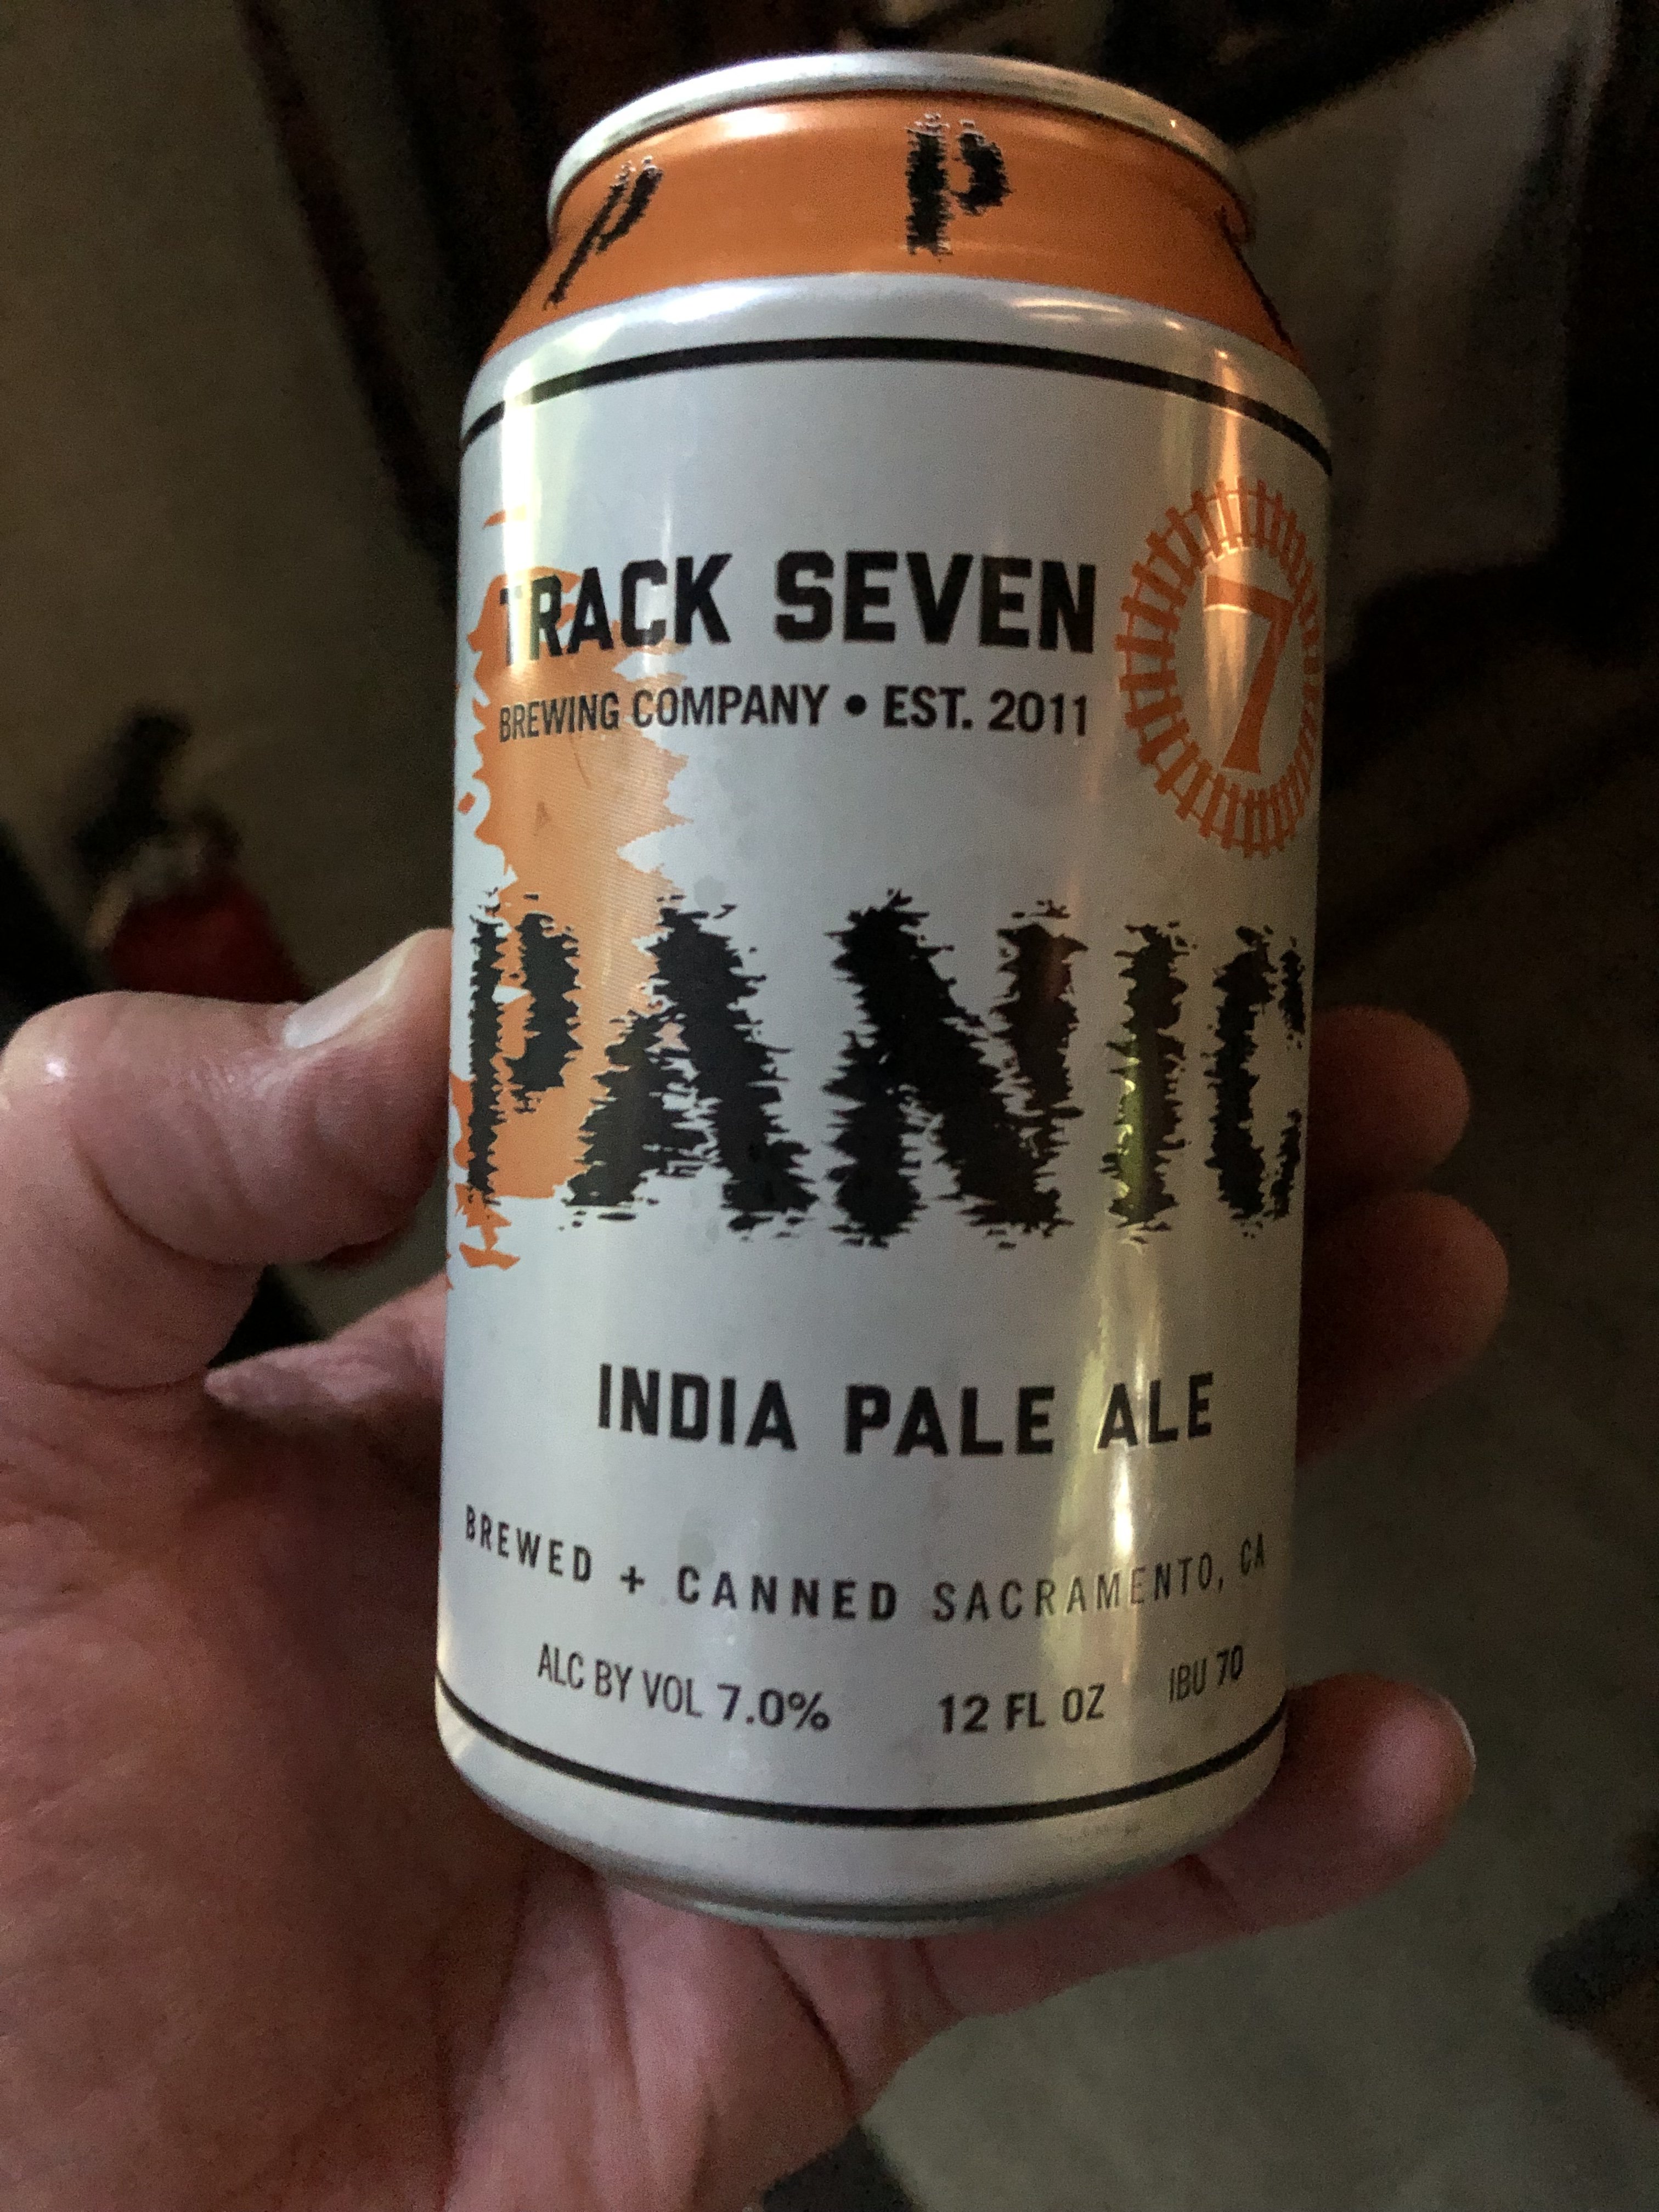 P P
TRACK SEVEN
BREWING COMPANY • EST. 2011
7
PANIC
INDIA PALE ALE
BREWED + CANNED SACRAMENTO, CA
ALC BY VOL 7.0% 12 FL OZ IBU 70